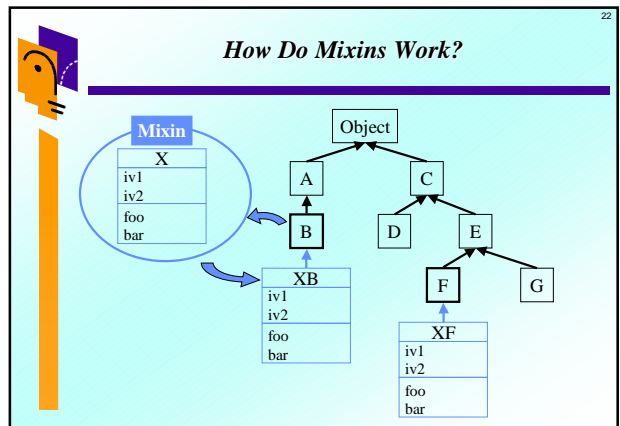 22
How Do Mixins Work?
Mixin
X
iv1
iv2
foo
bar
Object
A
C
B
D
E
XB
iv1
iv2
foo
bar
F
G
XF
iv1
iv2
foo
bar